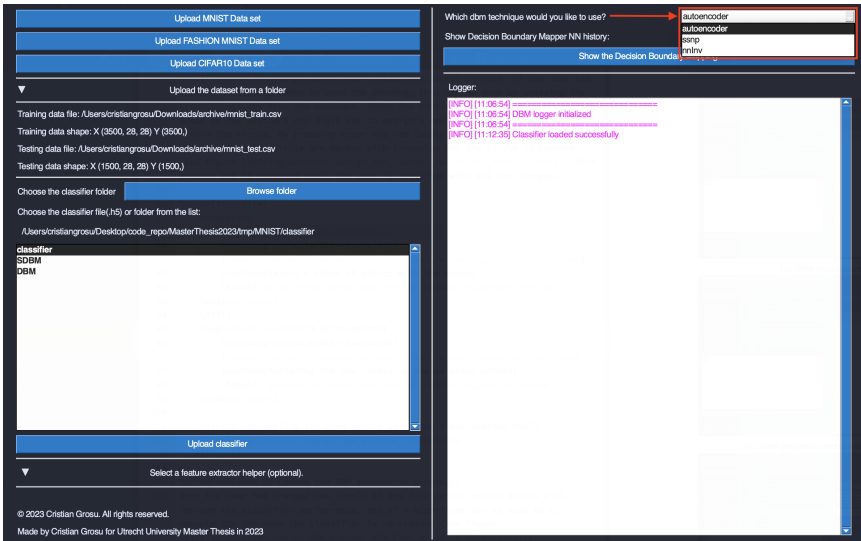 Upload MNIST Data set
Upload FASHION MNIST Data set
Upload CIFAR10 Data set
▼ Upload the dataset from a folder
Training data file: /Users/cristiangrosu/Downloads/archive/mnist_train.csv
Training data shape: X (3500, 28, 28) Y (3500,)
Testing data file: /Users/cristiangrosu/Downloads/archive/mnist_test.csv
Testing data shape: X (1500, 28, 28) Y (1500,)
Choose the classifier folder
Browse folder
Choose the classifier file(.h5) or folder from the list:
/Users/cristiangrosu/Desktop/code_repo/MasterThesis2023/tmp/MNIST/classifier
classifier
SDBM
DBM
Upload classifier
▼ Select a feature extractor helper (optional).
© 2023 Cristian Grosu. All rights reserved.
Made by Cristian Grosu for Utrecht University Master Thesis in 2023
Which dbm technique would you like to use?
autoencoder
autoencoder
ssnp
nnInv
Show Decision Boundary Mapper NN history:
Show the Decision Boundary
Logger:
[INFO] [11:06:54] ==============================
[INFO] [11:06:54] DBM logger initialized
[INFO] [11:06:54] ==============================
[INFO] [11:12:35] Classifier loaded successfully